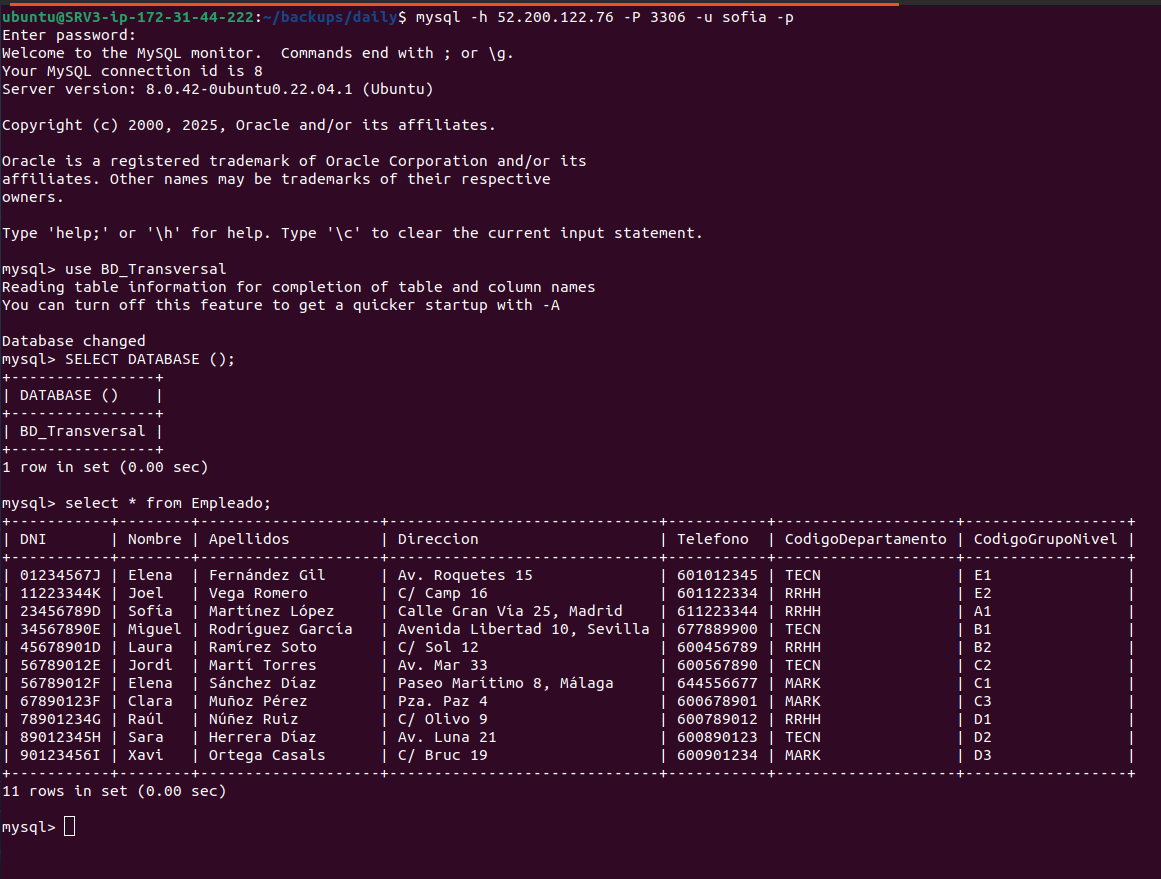 ubuntu@SRV3-ip-172-31-44-222:~/backups/daily$ mysql -h 52.200.122.76 -P 3306 -u sofia -p
Enter password:
Welcome to the MySQL monitor.  Commands end with ; or \g.
Your MySQL connection id is 8
Server version: 8.0.42-0ubuntu0.22.04.1 (Ubuntu)

Copyright (c) 2000, 2025, Oracle and/or its affiliates.

Oracle is a registered trademark of Oracle Corporation and/or its
affiliates. Other names may be trademarks of their respective
owners.

Type 'help;' or '\h' for help. Type '\c' to clear the current input statement.

mysql> use BD_Transversal
Reading table information for completion of table and column names
You can turn off this feature to get a quicker startup with -A

Database changed
mysql> SELECT DATABASE ();
+----------------+
| DATABASE ()    |
+----------------+
| BD_Transversal |
+----------------+
1 row in set (0.00 sec)

mysql> select * from Empleado;
+-----------+--------+--------------------+------------------------------+-----------+--------------------+------------------+
| DNI       | Nombre | Apellidos          | Direccion                    | Telefono  | CodigoDepartamento | CodigoGrupoNivel |
+-----------+--------+--------------------+------------------------------+-----------+--------------------+------------------+
| 01234567J | Elena  | Fernández Gil      | Av. Roquetes 15              | 601012345 | TECN               | E1               |
| 11223344K | Joel   | Vega Romero        | C/ Camp 16                   | 601122334 | RRHH               | E2               |
| 23456789D | Sofía  | Martínez López     | Calle Gran Vía 25, Madrid    | 611223344 | RRHH               | A1               |
| 34567890E | Miguel | Rodríguez García   | Avenida Libertad 10, Sevilla | 677889900 | TECN               | B1               |
| 45678901D | Laura  | Ramírez Soto       | C/ Sol 12                    | 600456789 | RRHH               | B2               |
| 56789012E | Jordi  | Martí Torres       | Av. Mar 33                   | 600567890 | TECN               | C2               |
| 56789012F | Elena  | Sánchez Díaz       | Paseo Marítimo 8, Málaga     | 644556677 | MARK               | C1               |
| 67890123F | Clara  | Muñoz Pérez        | Pza. Paz 4                   | 600678901 | MARK               | C3               |
| 78901234G | Raúl   | Núñez Ruiz         | C/ Olivo 9                   | 600789012 | RRHH               | D1               |
| 89012345H | Sara   | Herrera Díaz       | Av. Luna 21                  | 600890123 | TECN               | D2               |
| 90123456I | Xavi   | Ortega Casals      | C/ Bruc 19                   | 600901234 | MARK               | D3               |
+-----------+--------+--------------------+------------------------------+-----------+--------------------+------------------+
11 rows in set (0.00 sec)

mysql>